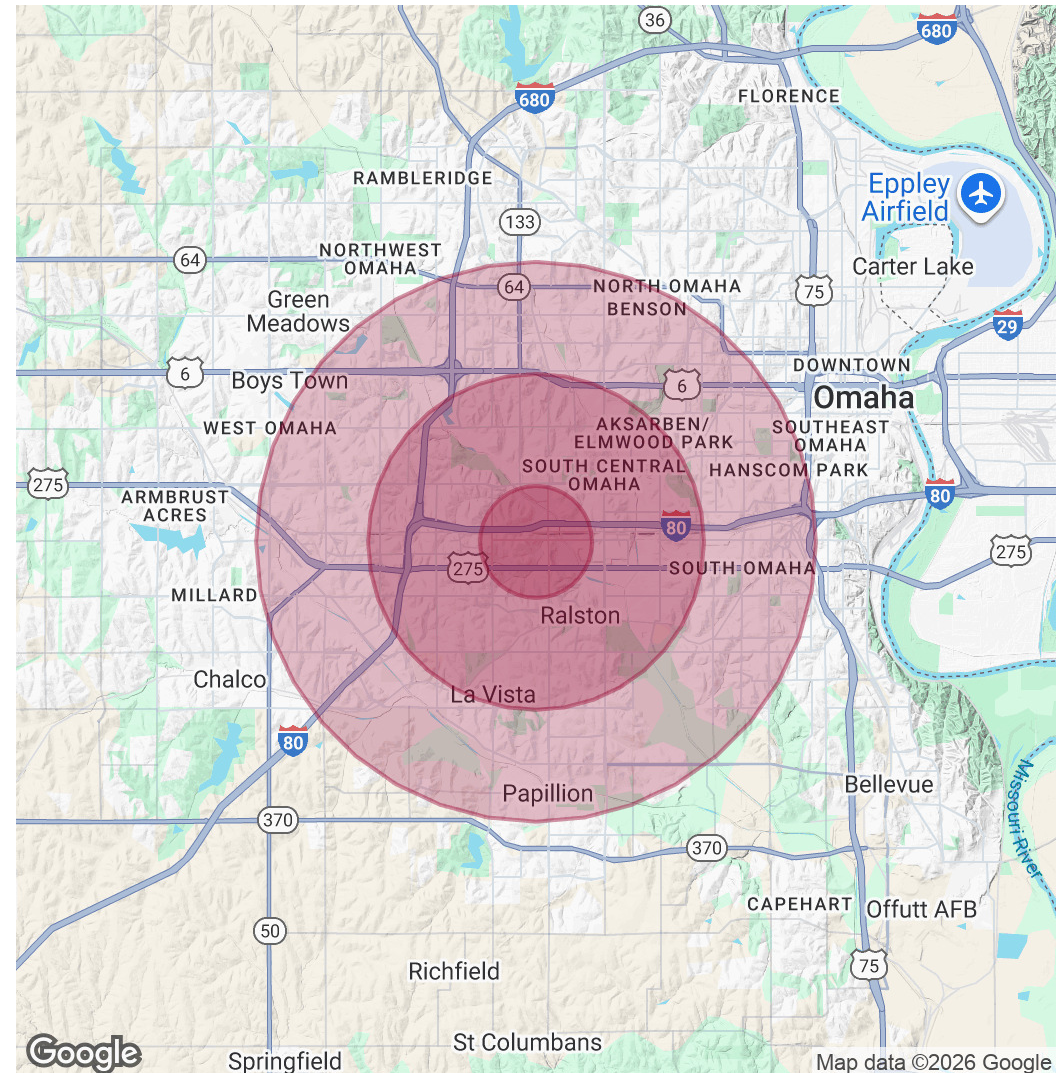 36
680
680
FLORENCE
RAMBLERIDGE
Eppley
Airfield
133
NORTHWEST
OMAHA
64
Carter Lake
64
NORTH OMAHA
75
Green
Meadows
BENSON
29
DOWNTOWN
6
Boys Town
6
Omaha
WEST OMAHA
AKSARBEN/
ELMWOOD PARK
SOUTHEAST
OMAHA
SOUTH CENTRAL
OMAHA
HANSCOM PARK
275
ARMBRUST
ACRES
80
80
275
275
SOUTH OMAHA
MILLARD
Ralston
Chalco
La Vista
80
Bellevue
Missouri River
Papillion
370
370
CAPEHART
Offutt AFB
50
75
Richfield
St Columbans
Springfield
Google
Map data ©2026 Google